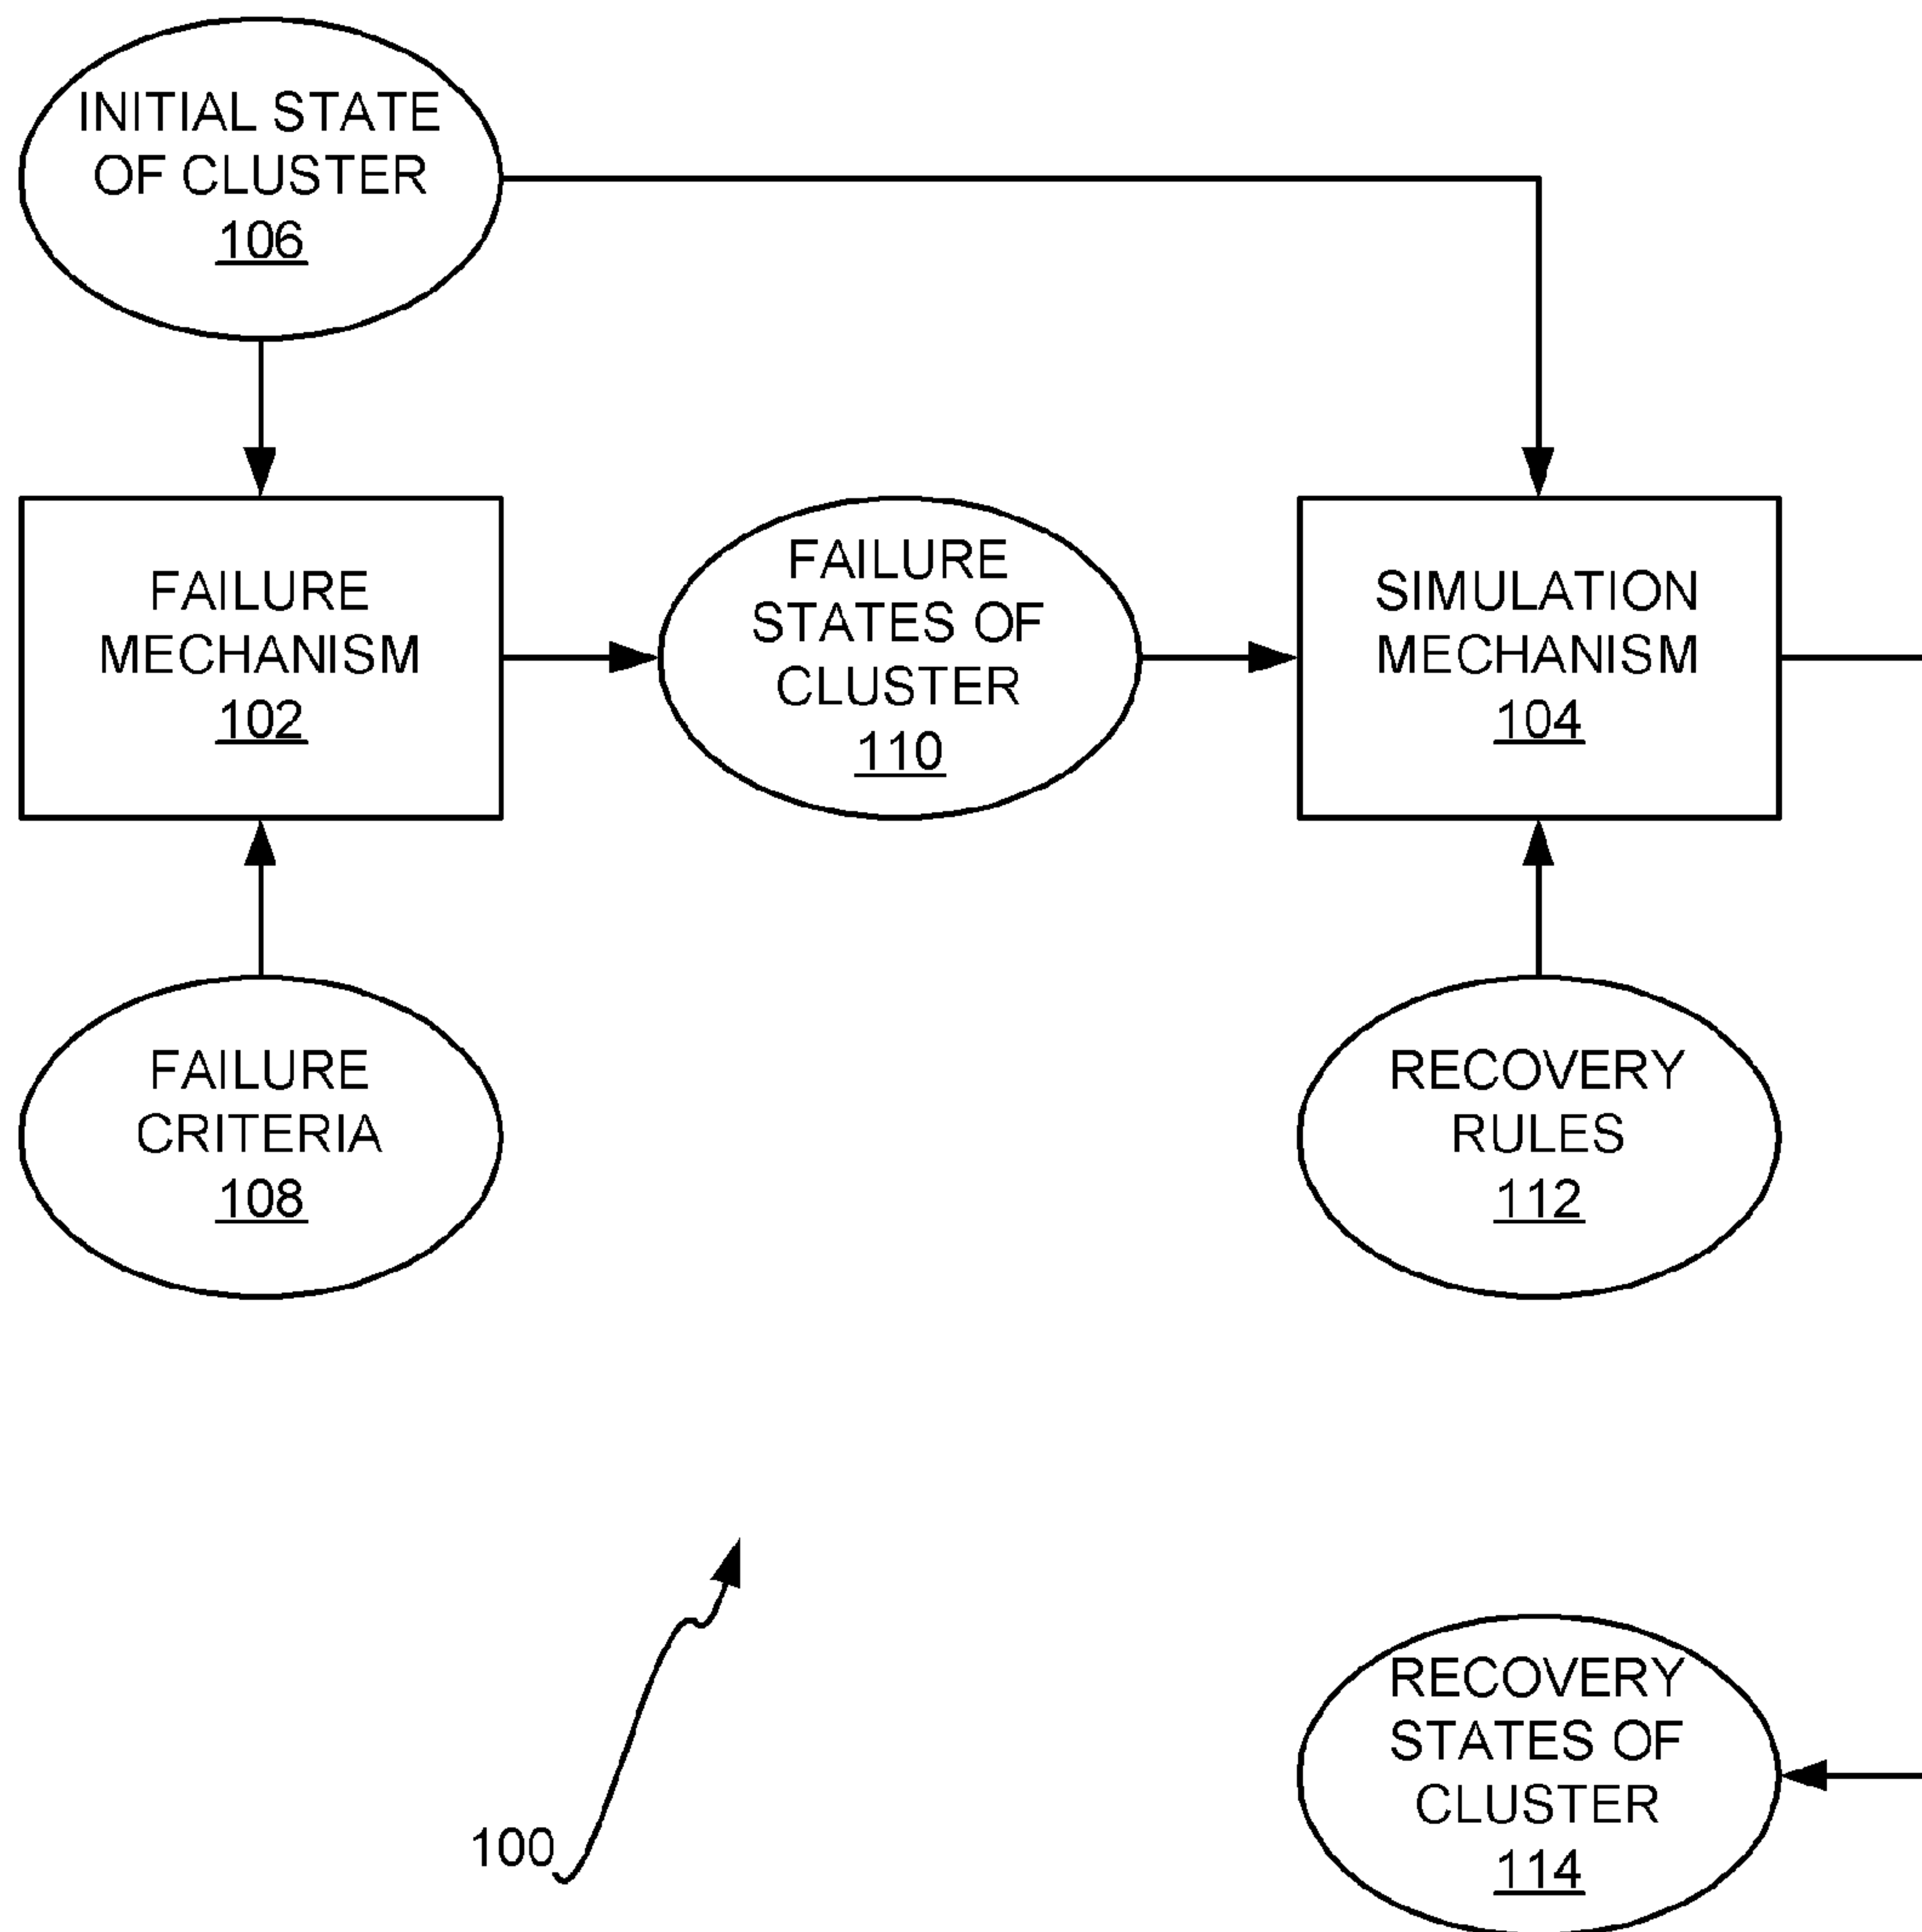 INITIAL STATE
OF CLUSTER
106
FAILURE
MECHANISM
102
FAILURE
STATES OF
CLUSTER
110
SIMULATION
MECHANISM
104
FAILURE
CRITERIA
108
RECOVERY
RULES
112
RECOVERY
STATES OF
CLUSTER
114
100